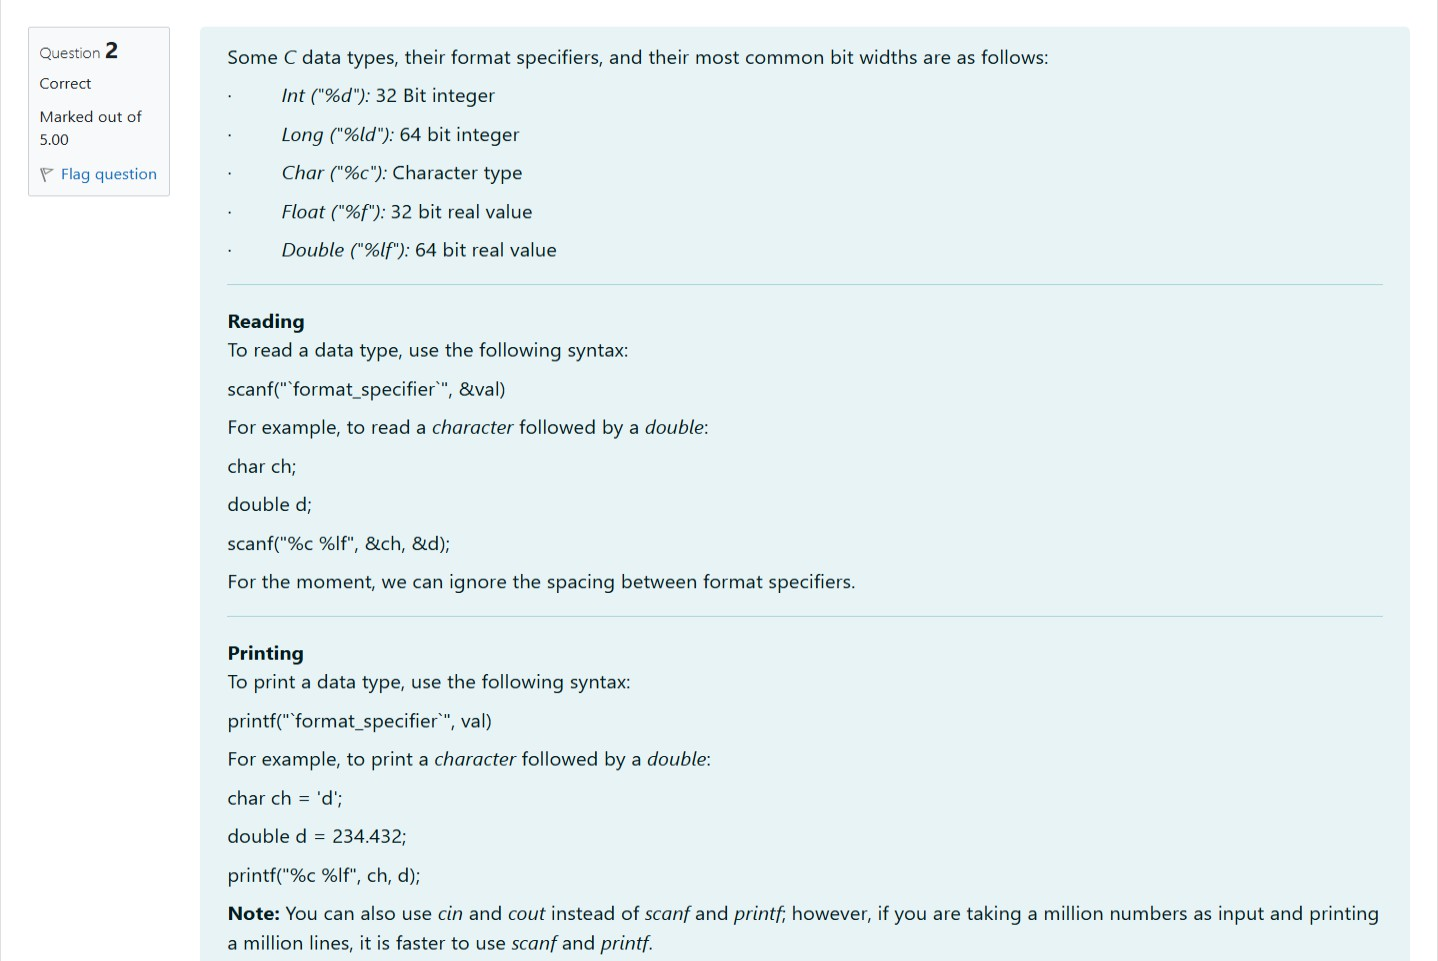 Question 2
Correct
Marked out of
5.00
Flag question
Some C data types, their format specifiers, and their most common bit widths are as follows:
· Int ("%d"): 32 Bit integer
· Long ("%ld"): 64 bit integer
· Char ("%c"): Character type
· Float ("%f"): 32 bit real value
· Double ("%lf"): 64 bit real value
Reading
To read a data type, use the following syntax:
scanf("`format_specifier`", &val)
For example, to read a character followed by a double:
char ch;
double d;
scanf("%c %lf", &ch, &d);
For the moment, we can ignore the spacing between format specifiers.
Printing
To print a data type, use the following syntax:
printf("`format_specifier`", val)
For example, to print a character followed by a double:
char ch = 'd';
double d = 234.432;
printf("%c %lf", ch, d);
Note: You can also use cin and cout instead of scanf and printf; however, if you are taking a million numbers as input and printing
a million lines, it is faster to use scanf and printf.